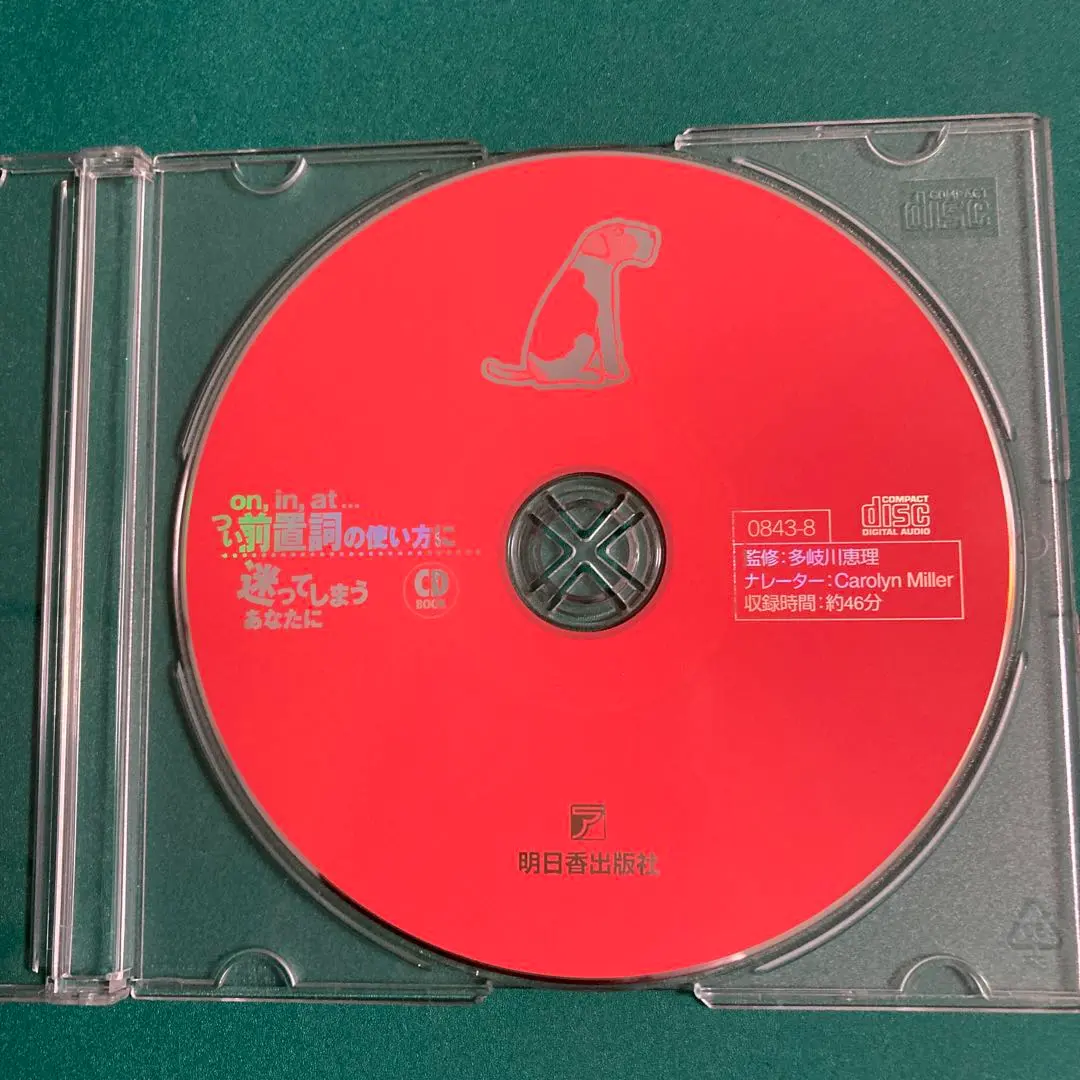 COMPACT
disc
on, in, at...
つい前置詞の使い方に
迷ってしまう
あなたに
CD
BOOK
0843-8
COMPACT
disc
DIGITAL AUDIO
監修：多岐川恵理
ナレーター：Carolyn Miller
収録時間：約46分
ア
明日香出版社